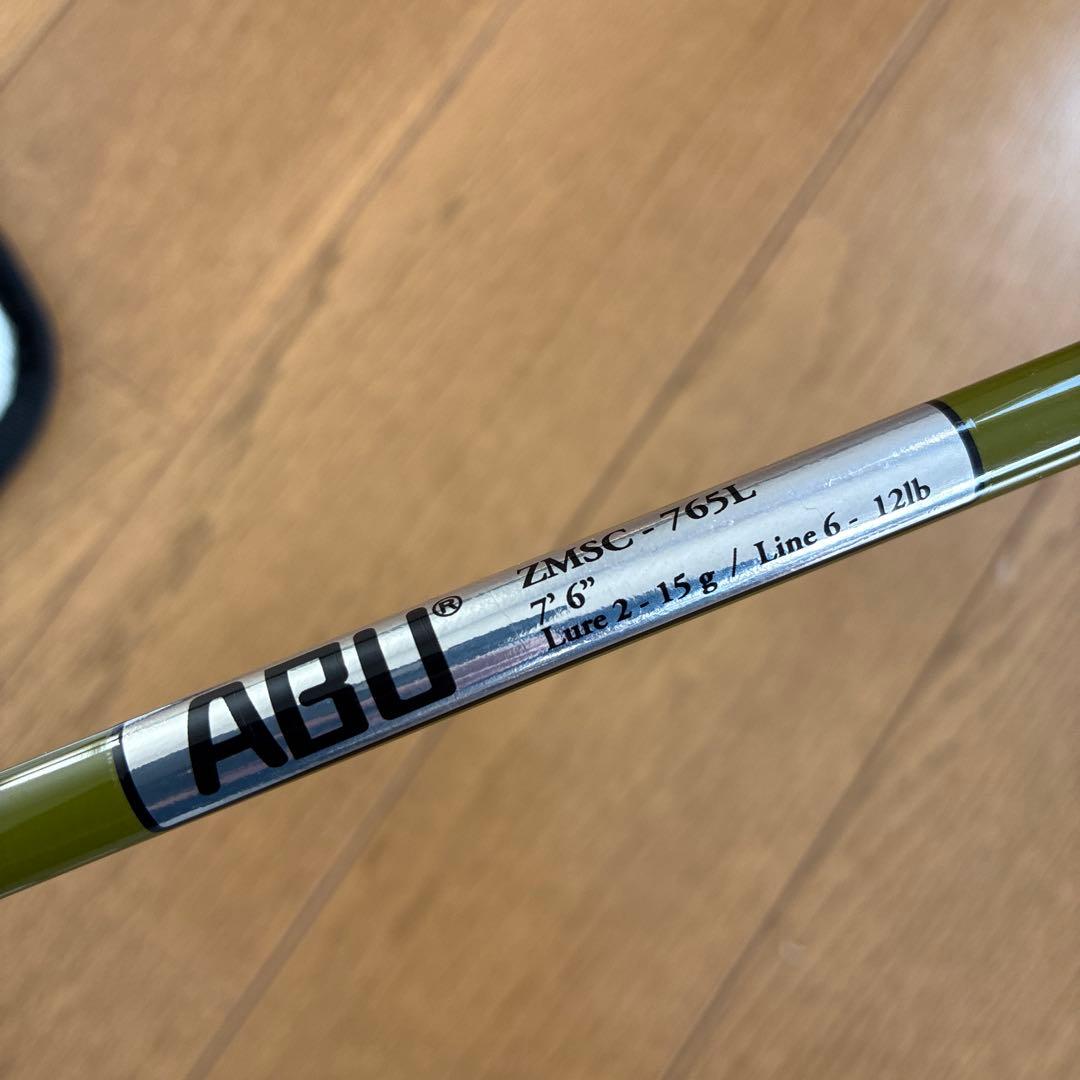 ABU®
ZMSC - 765L
7' 6”
Lure 2 - 15 g / Line 6 - 12lb